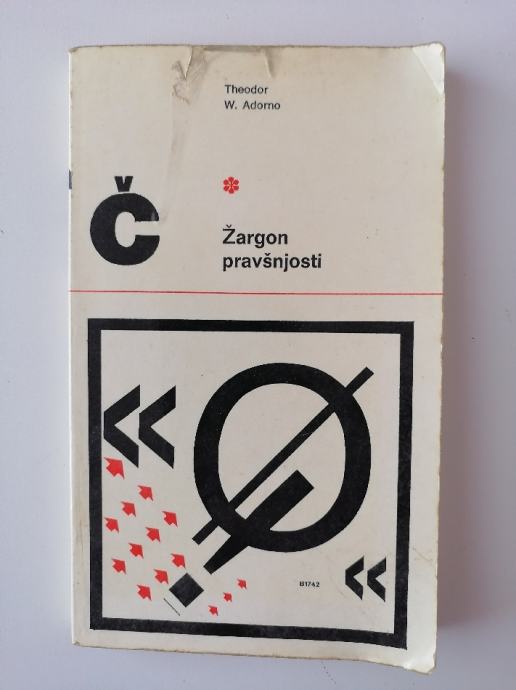 Theodor
W. Adorno
Č
Žargon
pravšnjosti
««
B1742
««